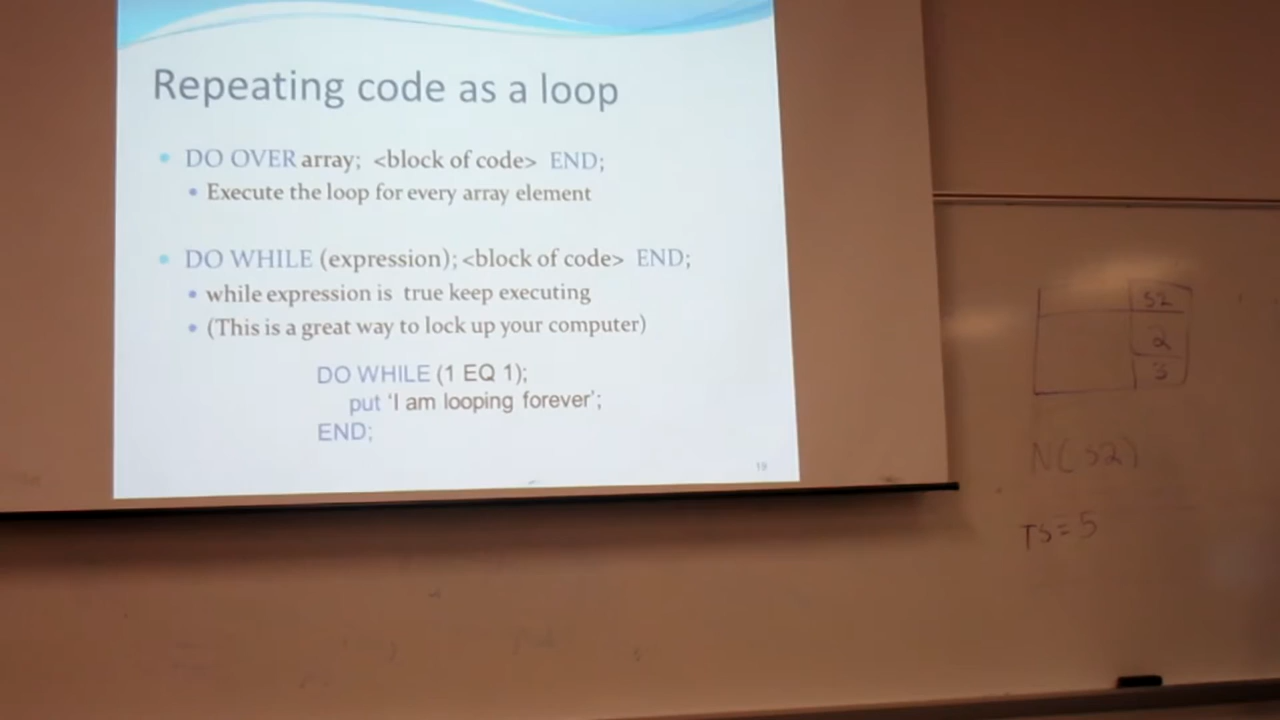 Repeating code as a loop
• DO OVER array; <block of code> END;
• Execute the loop for every array element
• DO WHILE (expression); <block of code> END;
• while expression is true keep executing
• (This is a great way to lock up your computer)
DO WHILE (1 EQ 1);
put ‘I am looping forever’;
END;
19
52
2
3
N(52)
TS=5